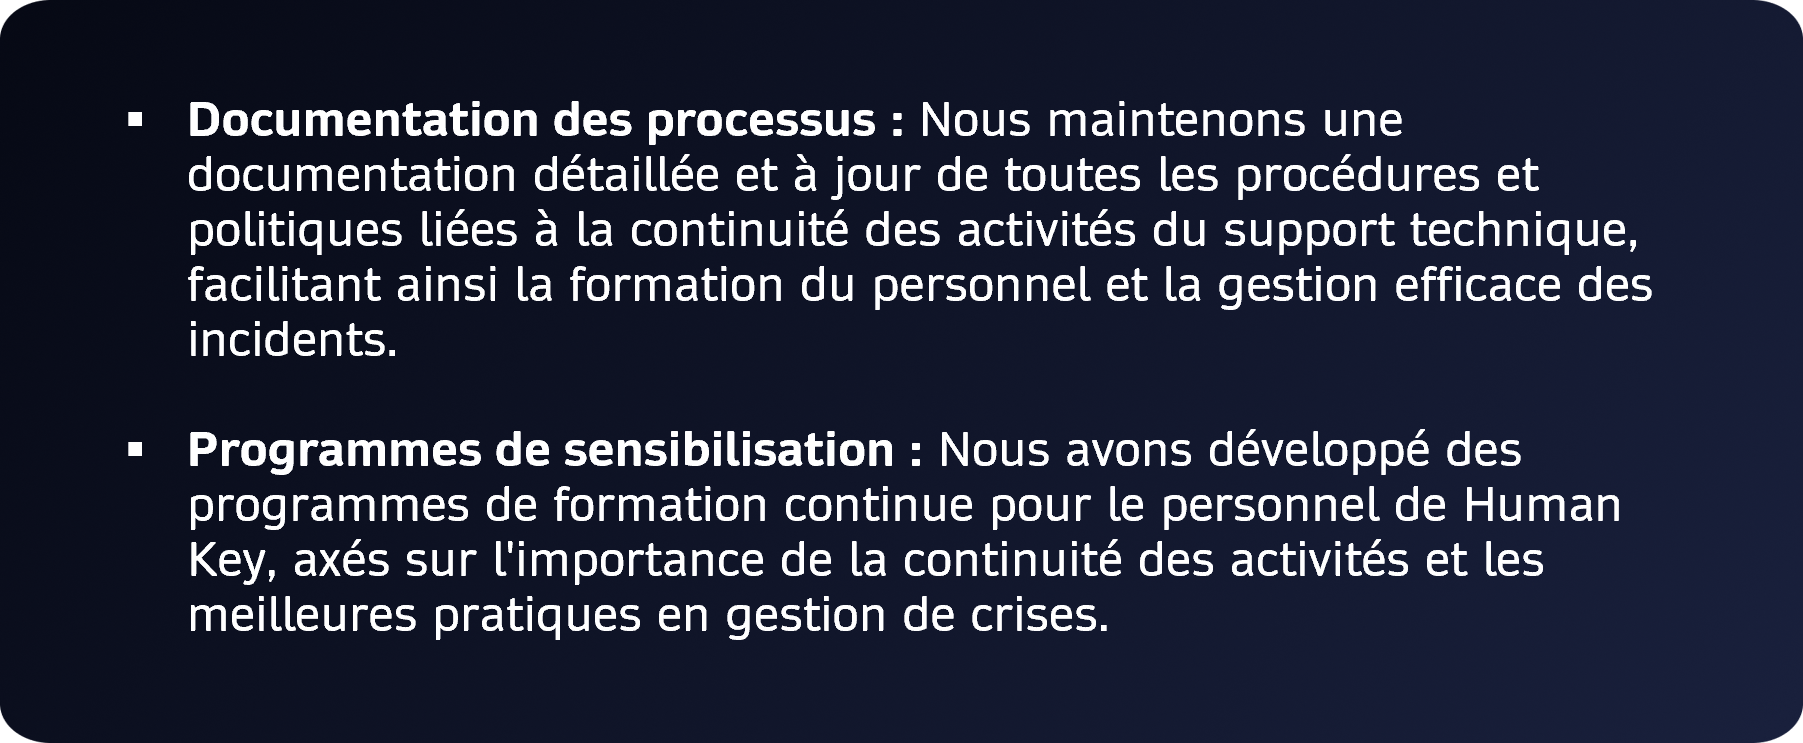 ▪ Documentation des processus : Nous maintenons une
documentation détaillée et à jour de toutes les procédures et
politiques liées à la continuité des activités du support technique,
facilitant ainsi la formation du personnel et la gestion efficace des
incidents.
▪ Programmes de sensibilisation : Nous avons développé des
programmes de formation continue pour le personnel de Human
Key, axés sur l'importance de la continuité des activités et les
meilleures pratiques en gestion de crises.